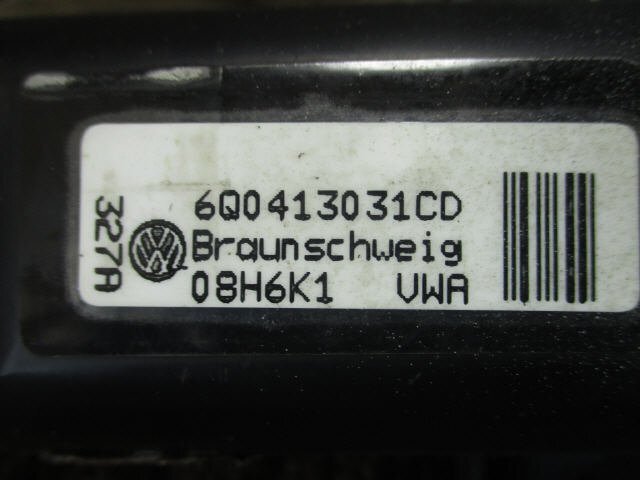 6Q0413031CD
Braunschweig
08H6K1 VWA
327A